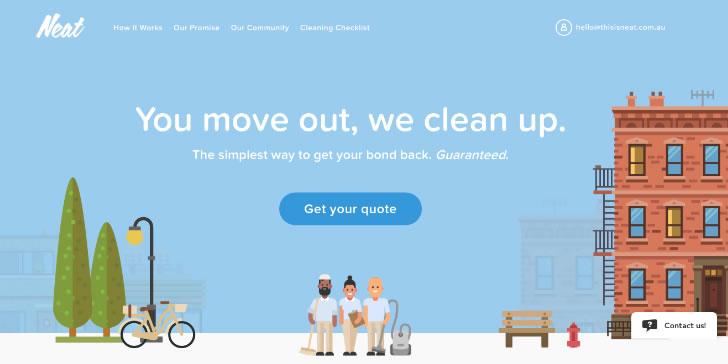 Neat
How It Works
Our Promise
Our Community
Cleaning Checklist
hello@thisisneat.com.au
You move out, we clean up.
The simplest way to get your bond back. Guaranteed.
Get your quote
Contact us!